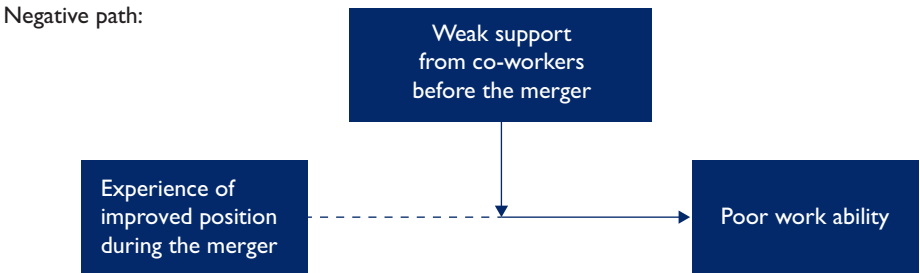 Negative path:
Weak support
from co-workers
before the merger
Experience of
improved position
during the merger
Poor work ability